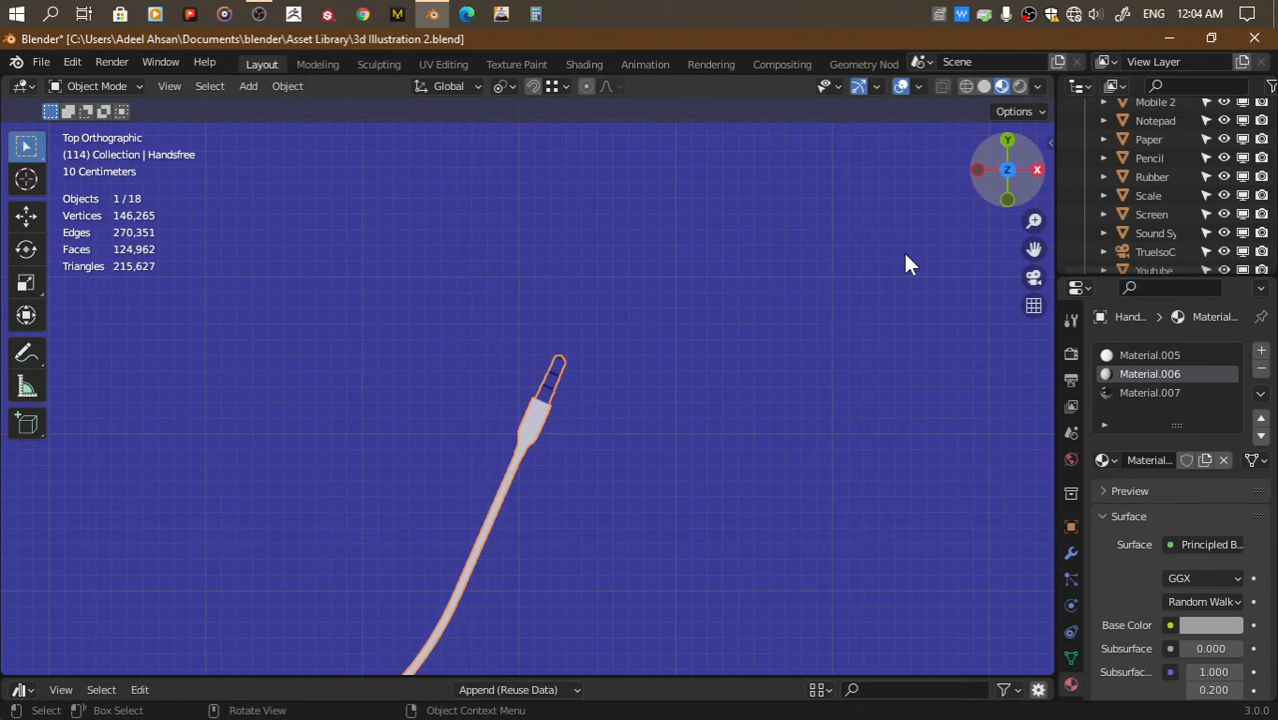 ENG 12:04 AM
Blender* [C:\Users\Adeel Ahsan\Documents\blender\Asset Library\3d Illustration 2.blend]
File Edit Render Window Help Layout Modeling Sculpting UV Editing Texture Paint Shading Animation Rendering Compositing Geometry Nod Scene View Layer
Object Mode View Select Add Object Global
Options
Top Orthographic
(114) Collection | Handsfree
10 Centimeters
Objects 1 / 18
Vertices 146,265
Edges 270,351
Faces 124,962
Triangles 215,627
Y
Z X
Mobile 2
Notepad
Paper
Pencil
Rubber
Scale
Screen
Sound Sy
TrueIsoC
Youtube
Hand... > Material...
Material.005
Material.006
Material.007
Material...
Preview
Surface
Surface Principled B...
GGX
Random Walk
Base Color
Subsurface 0.000
Subsurfac... 1.000
0.200
View Select Edit Append (Reuse Data)
Select Box Select Rotate View Object Context Menu 3.0.0